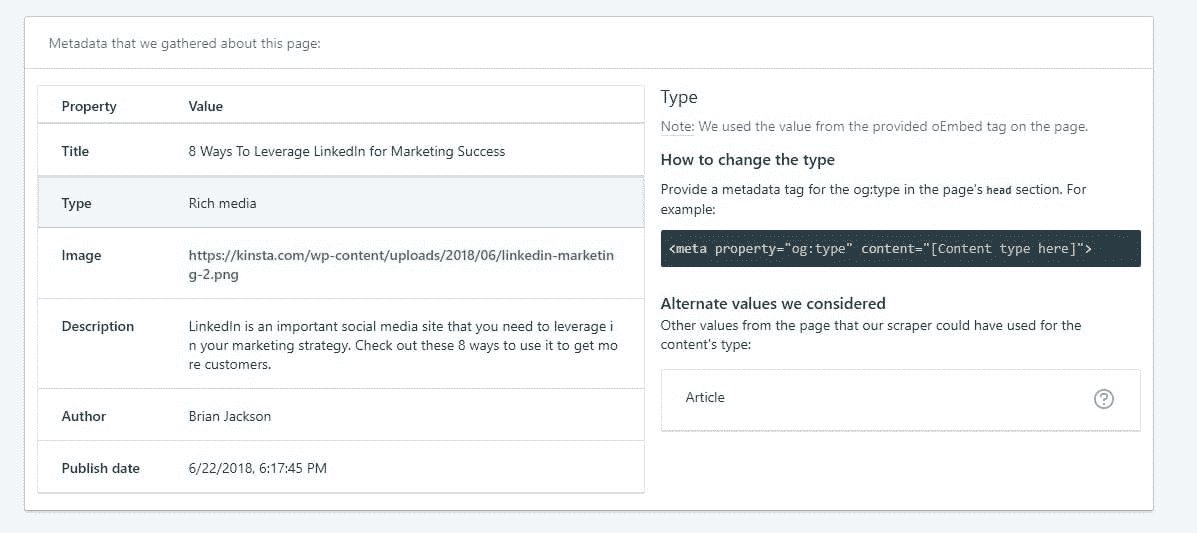 Metadata that we gathered about this page:
Property Value
Title 8 Ways To Leverage LinkedIn for Marketing Success
Type Rich media
Image https://kinsta.com/wp-content/uploads/2018/06/linkedin-marketin
g-2.png
Description LinkedIn is an important social media site that you need to leverage i
n your marketing strategy. Check out these 8 ways to use it to get mo
re customers.
Author Brian Jackson
Publish date 6/22/2018, 6:17:45 PM
Type
Note: We used the value from the provided oEmbed tag on the page.
How to change the type
Provide a metadata tag for the og:type in the page's head section. For
example:
<meta property="og:type" content="[Content type here]">
Alternate values we considered
Other values from the page that our scraper could have used for the
content's type:
Article ?